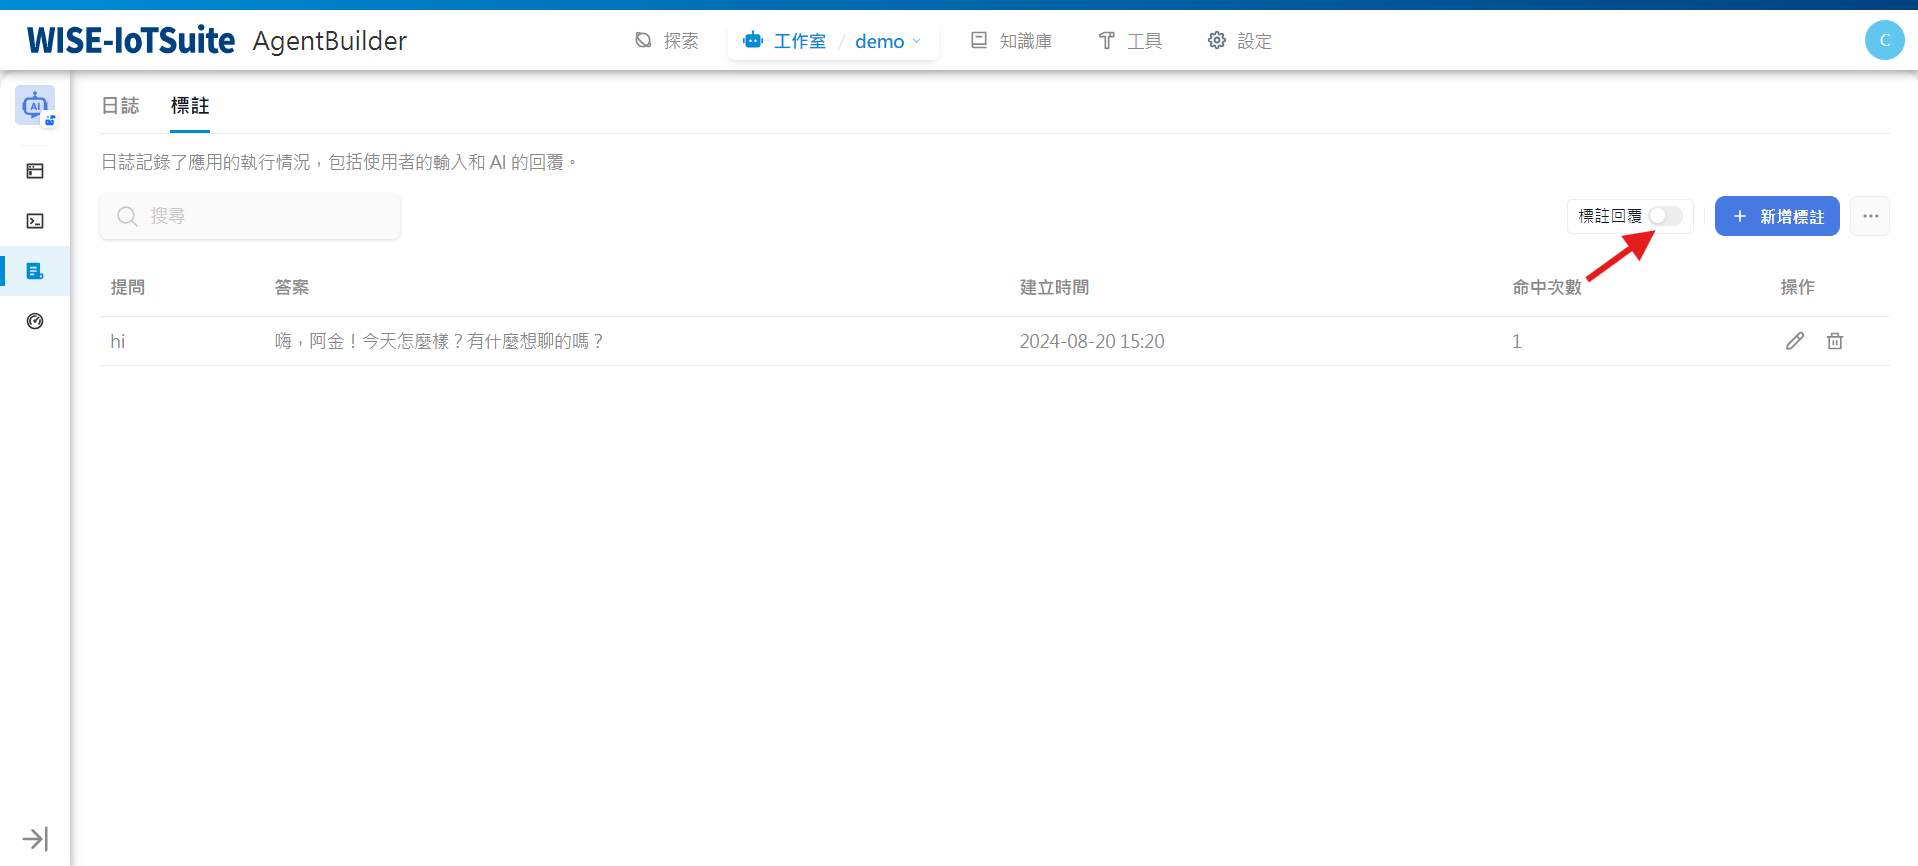 WISE-IoTSuite AgentBuilder 探索 工作室 / demo 知識庫 工具 設定 C
AI
日誌 標註
日誌記錄了應用的執行情況，包括使用者的輸入和 AI 的回覆。
搜尋 標註回覆 + 新增標註 ...
提問 答案 建立時間 命中次數 操作
hi 嗨，阿金！今天怎麼樣？有什麼想聊的嗎？ 2024-08-20 15:20 1